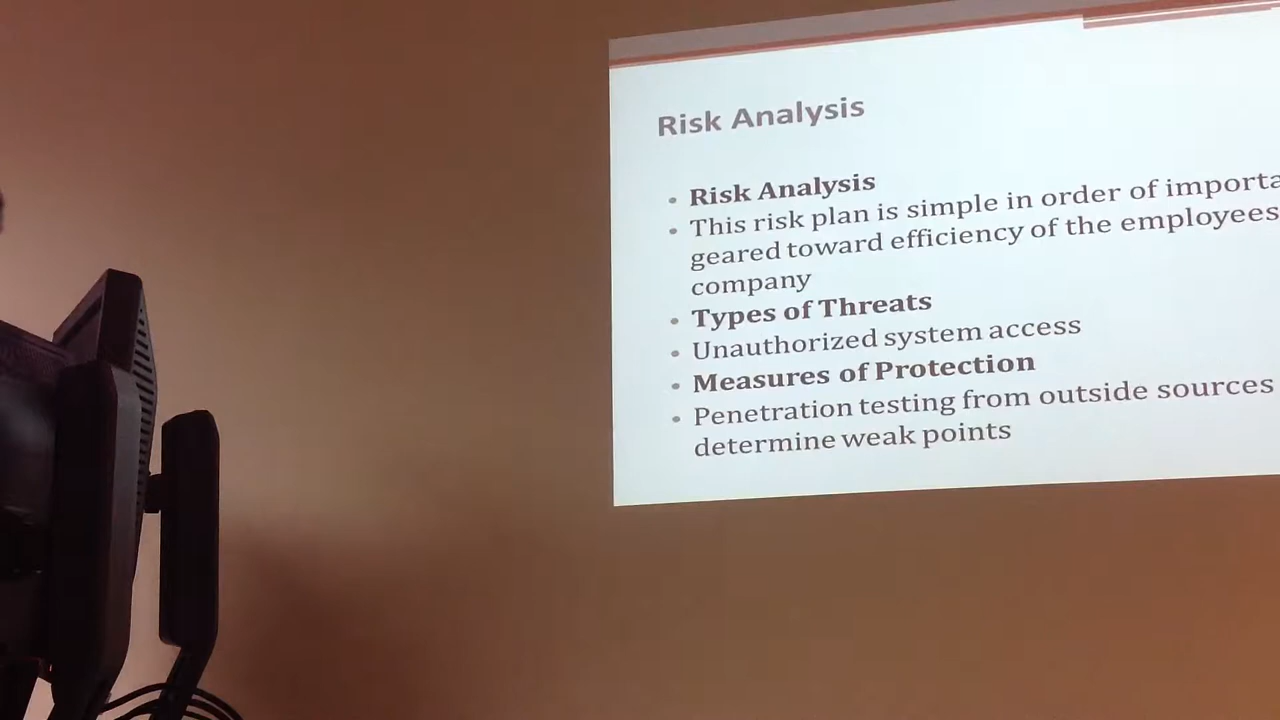 Risk Analysis
Risk Analysis
This risk plan is simple in order of
geared toward efficiency of the employees
company
Types of Threats
Unauthorized system access
Measures of Protection
Penetration testing from outside sources
determine weak points